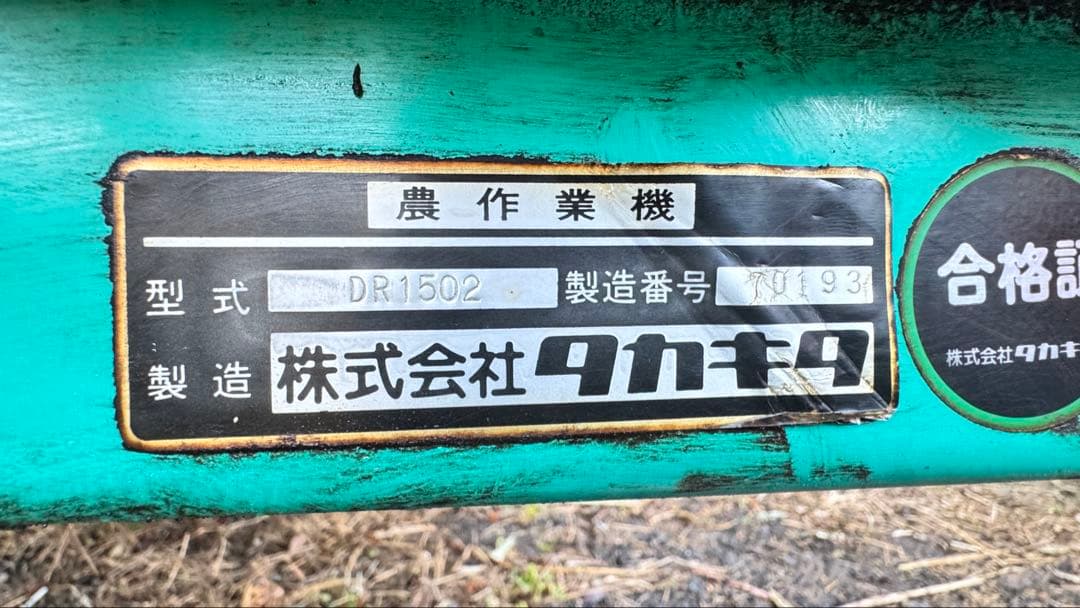 農作業機
型式 DR1502 製造番号 70193
製造 株式会社タカキタ
合格証
株式会社タカキ